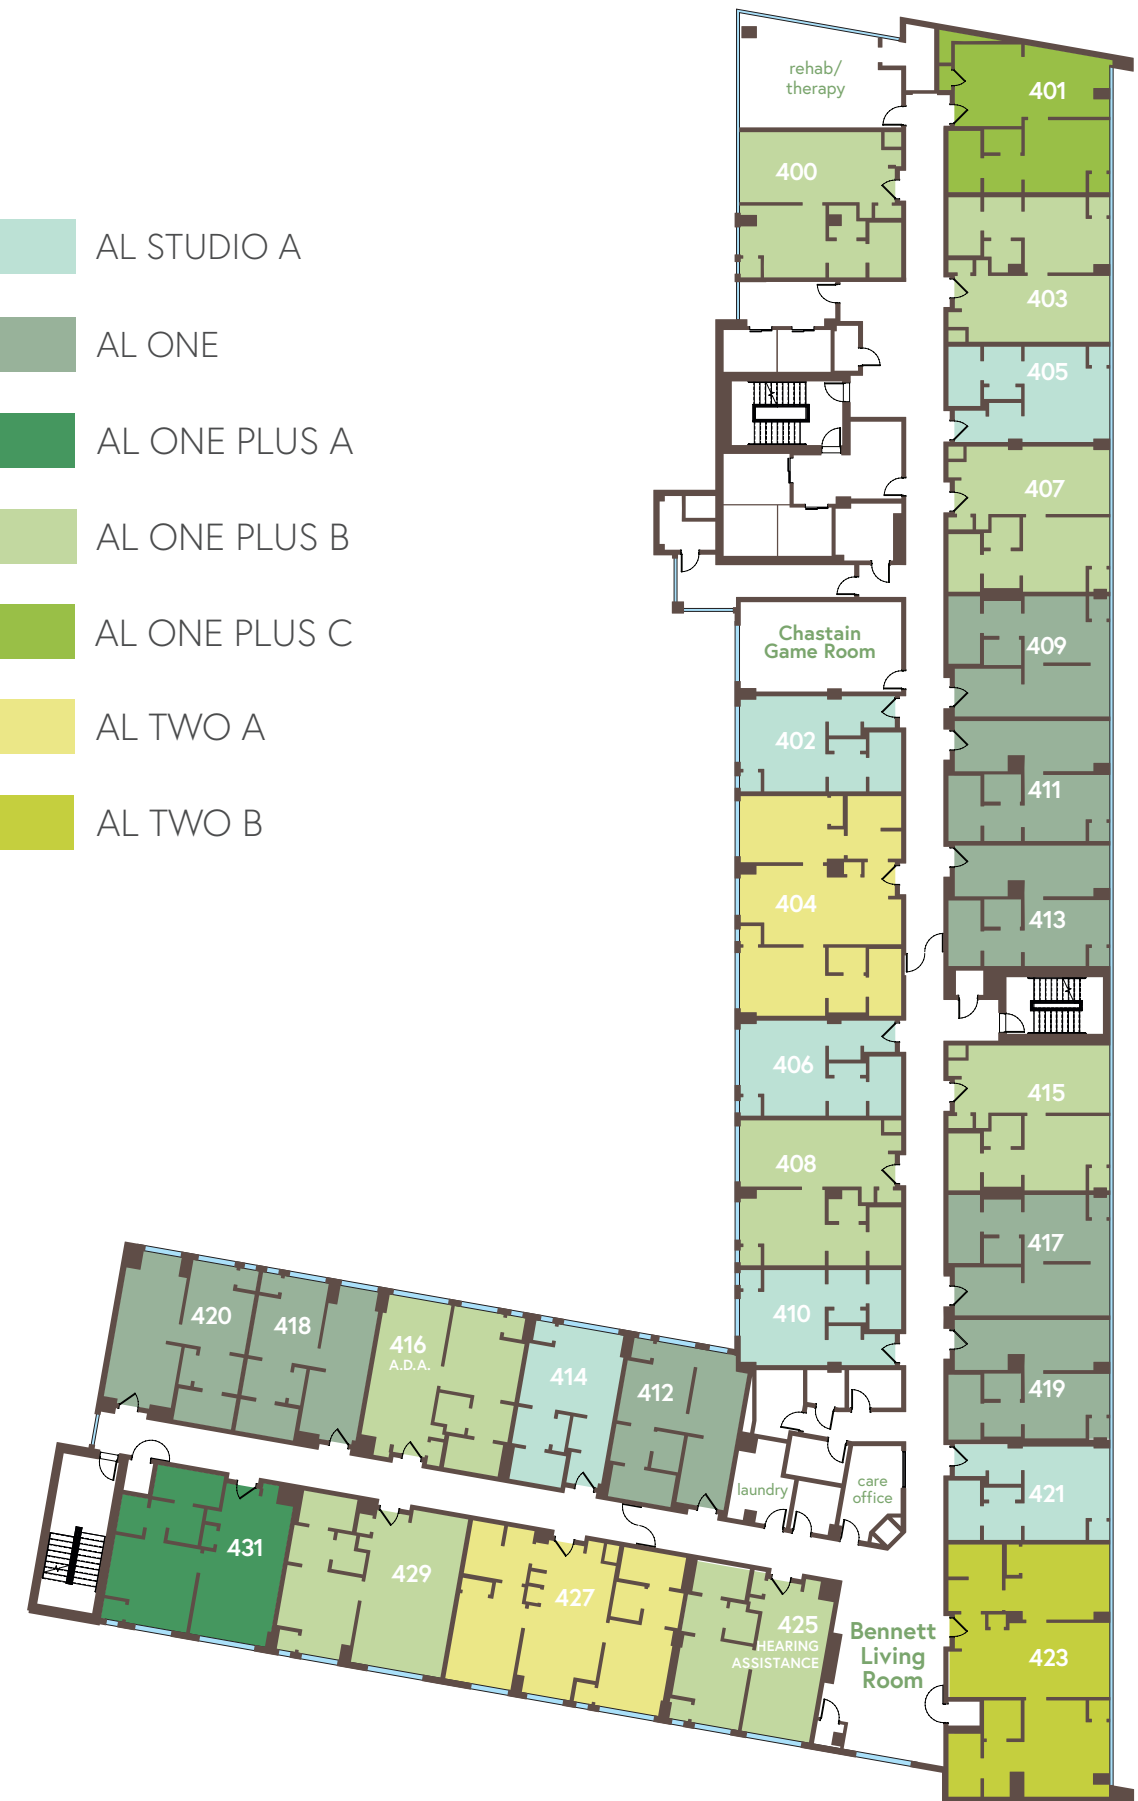 AL STUDIO A
AL ONE
AL ONE PLUS A
AL ONE PLUS B
AL ONE PLUS C
AL TWO A
AL TWO B
rehab/
therapy
401
400
403
405
407
Chastain
Game Room
409
402
411
404
413
406
415
408
417
410
420
418
416
A.D.A.
414
412
419
laundry
care
office
421
431
429
427
425
HEARING
ASSISTANCE
Bennett
Living
Room
423